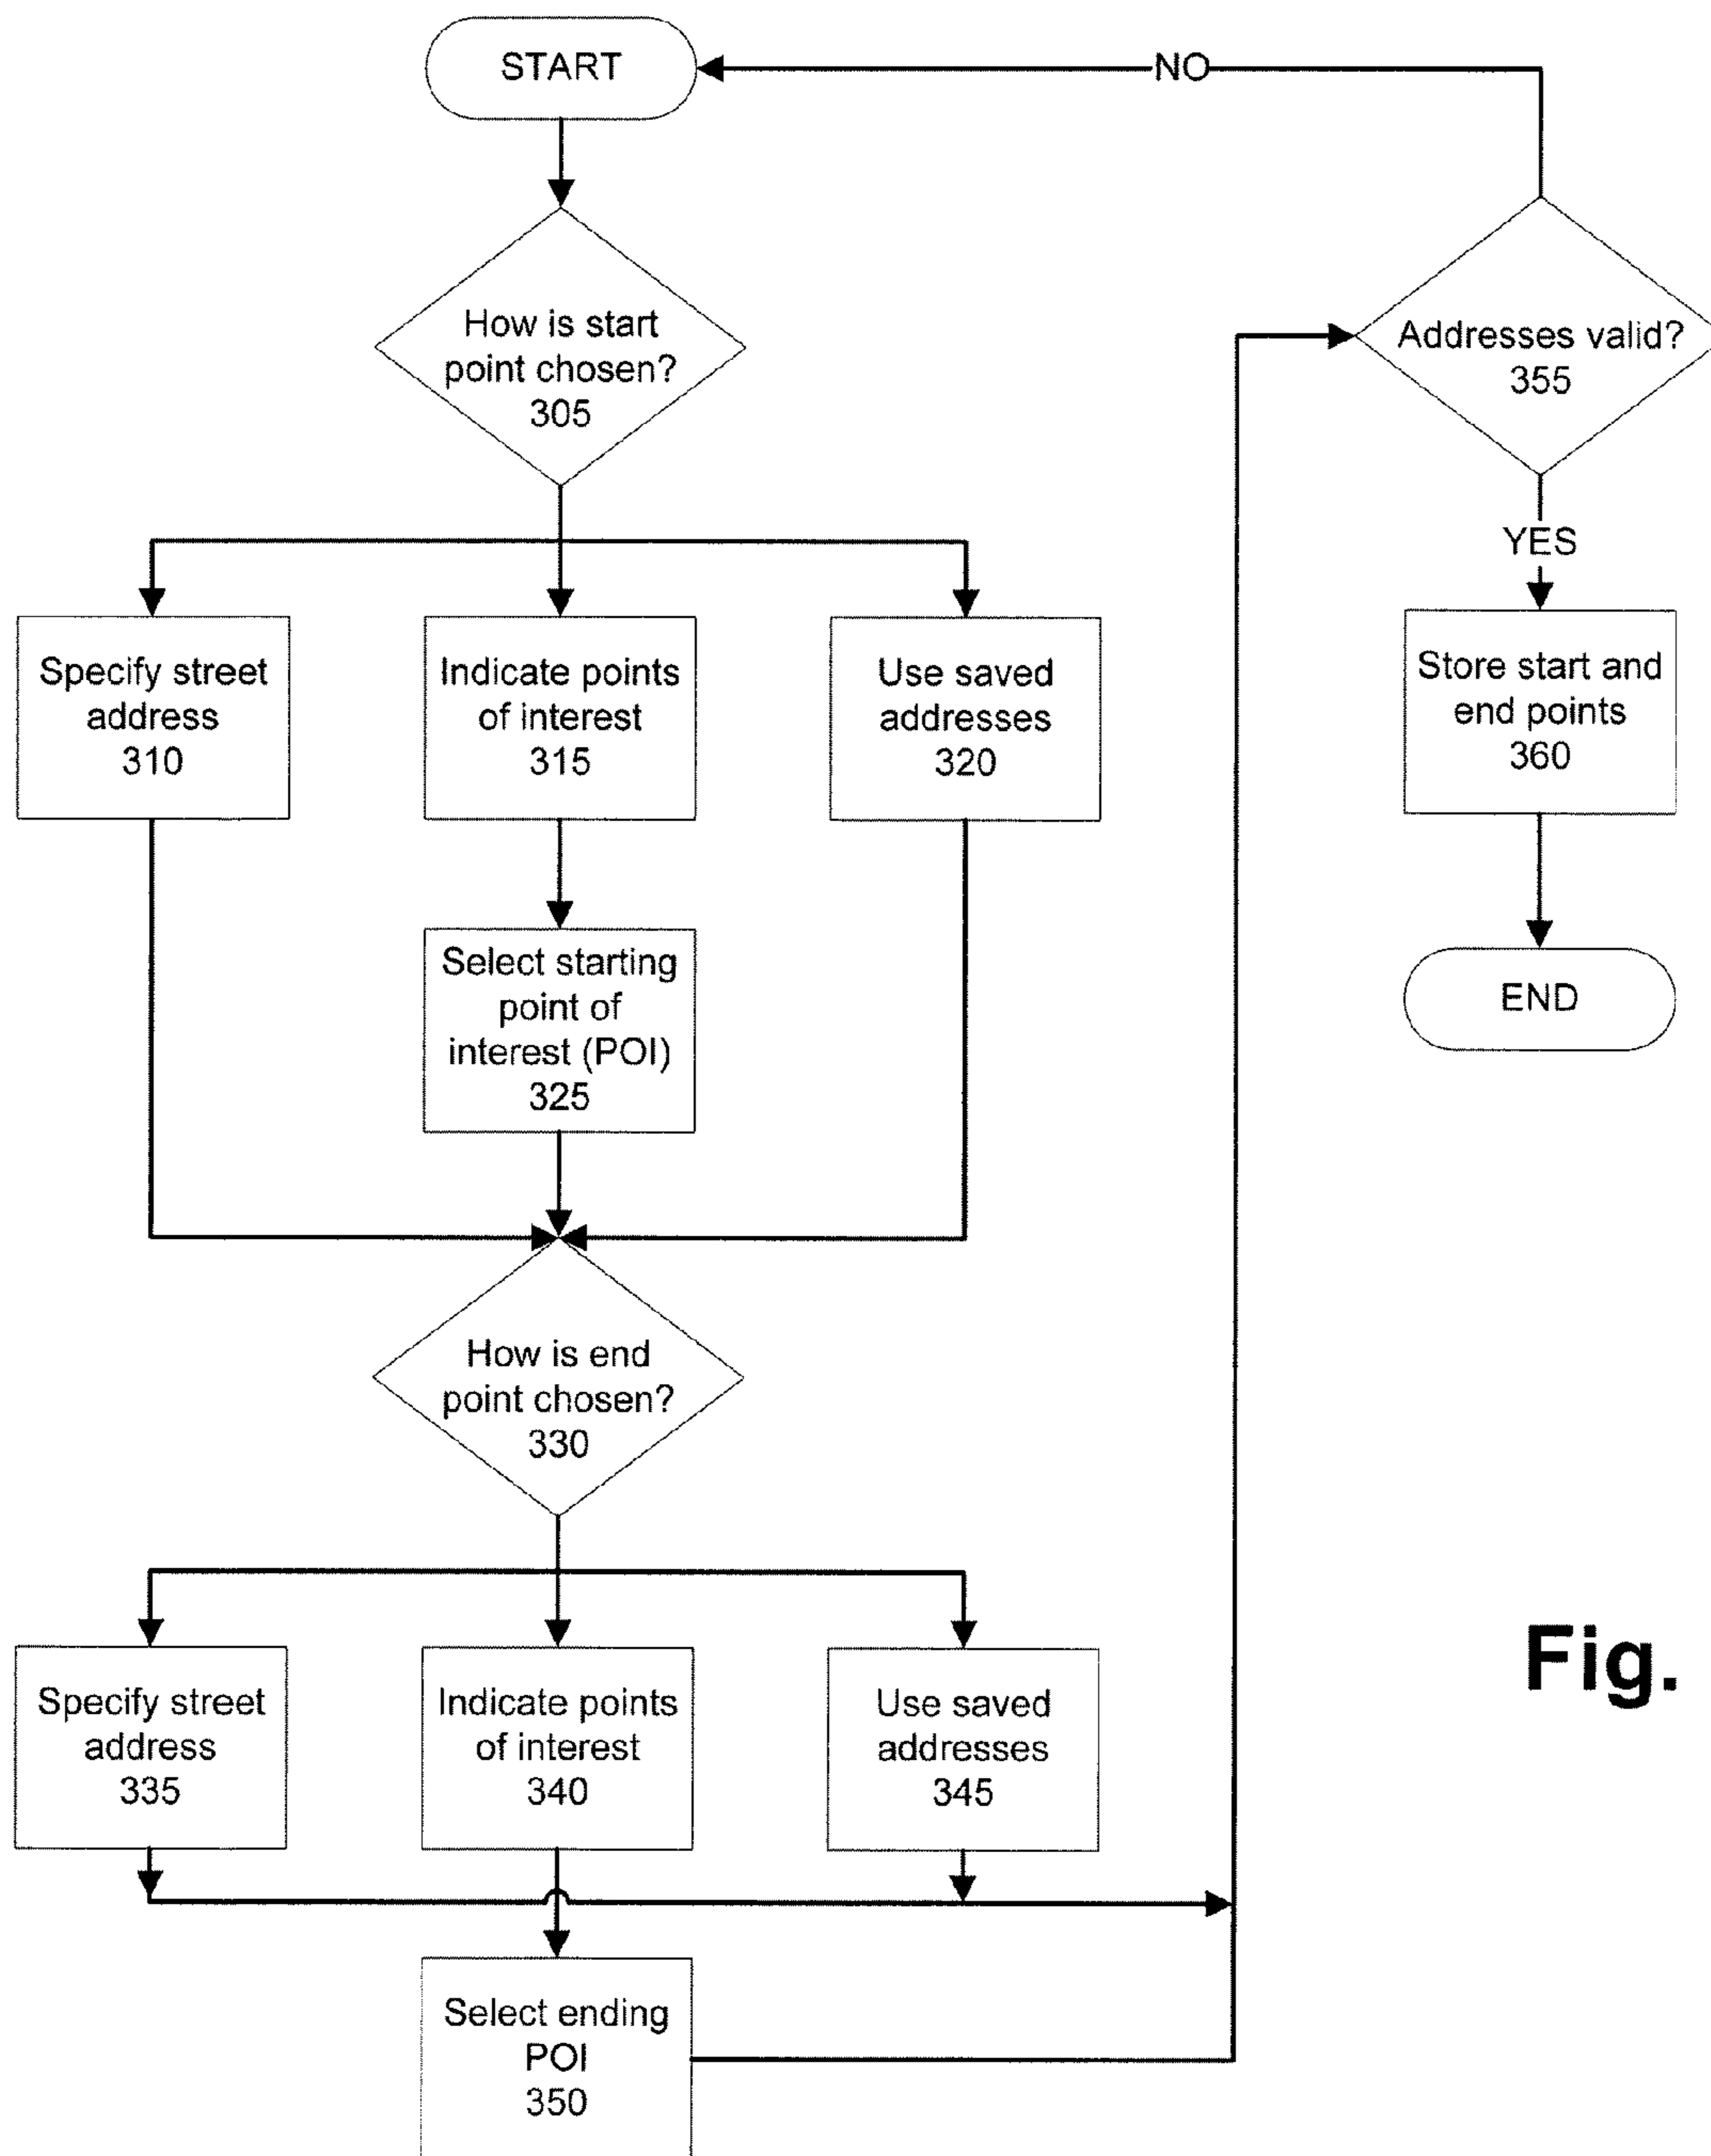 START
NO
How is start
point chosen?
305
Addresses valid?
355
YES
Specify street
address
310
Indicate points
of interest
315
Use saved
addresses
320
Store start and
end points
360
Select starting
point of
interest (POI)
325
END
How is end
point chosen?
330
Specify street
address
335
Indicate points
of interest
340
Use saved
addresses
345
Fig.
Select ending
POI
350